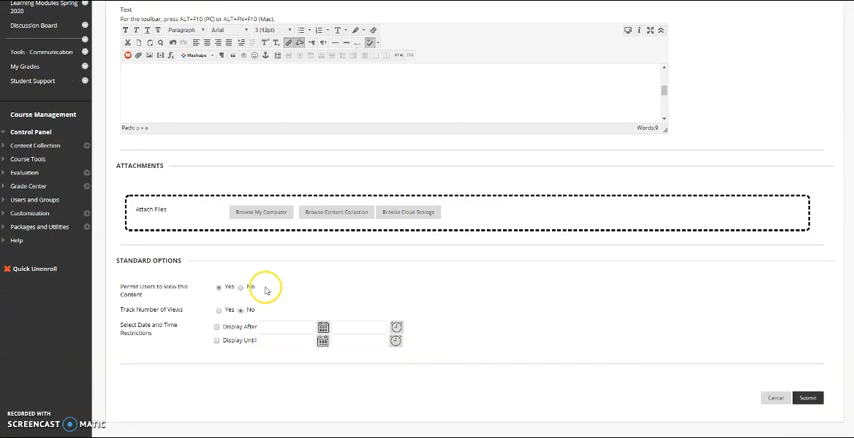 Learning Modules Spring
2020
Discussion Board
Tools - Communication
My Grades
Student Support
Course Management
Control Panel
Content Collection
Course Tools
Evaluation
Grade Center
Users and Groups
Customization
Packages and Utilities
Help
Quick Unenroll
RECORDED WITH
SCREENCAST MATIC
Text
For the toolbar, press ALT+F10 (PC) or ALT+FN+F10 (Mac).
T T T T Paragraph Arial 3 (12pt)
Mashups HTML CSS
Path: p » a Words:9
ATTACHMENTS
Attach Files Browse My Computer Browse Content Collection Browse Cloud Storage
STANDARD OPTIONS
Permit Users to View this
Content
Yes No
Track Number of Views Yes No
Select Date and Time
Restrictions
Display After
Display Until
Cancel Submit